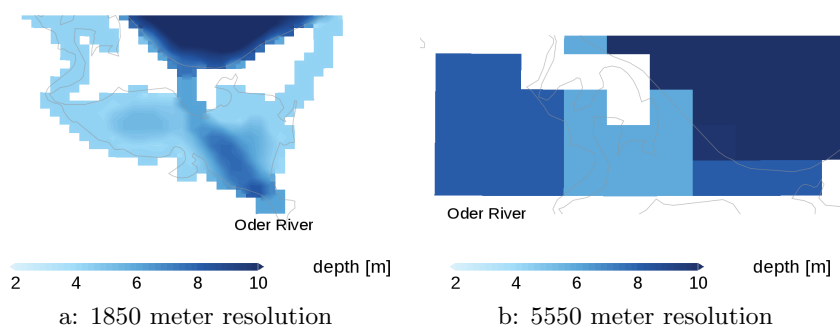 Oder River
depth [m]
2 4 6 8 10
a: 1850 meter resolution
Oder River
depth [m]
2 4 6 8 10
b: 5550 meter resolution